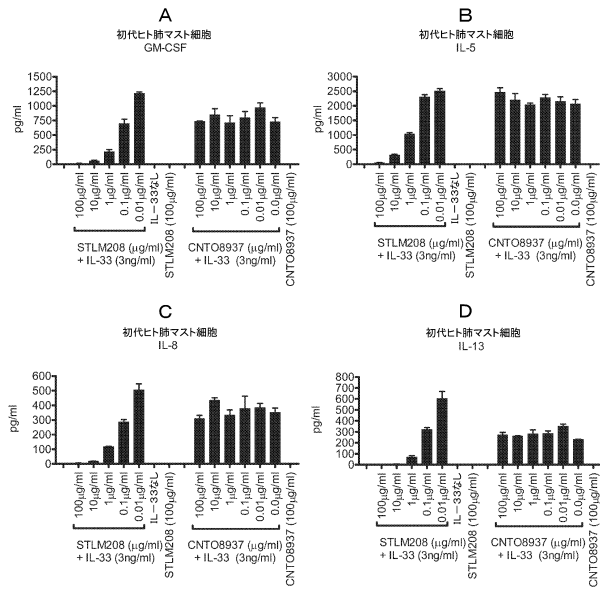 A
初代ヒト肺マスト細胞
GM-CSF
pg/ml
1500
1250
1000
750
500
250
0
100μg/ml
10μg/ml
1μg/ml
0.1μg/ml
0.01μg/ml
IL−33なし
STLM208 (100μg/ml)
100μg/ml
10μg/ml
1μg/ml
0.1μg/ml
0.01μg/ml
0.0μg/ml
CNTO8937 (100μg/ml)
STLM208 (μg/ml)
+ IL-33 (3ng/ml)
CNTO8937 (μg/ml)
+ IL-33 (3ng/ml)
B
初代ヒト肺マスト細胞
IL-5
pg/ml
3000
2500
2000
1500
1000
500
0
100μg/ml
10μg/ml
1μg/ml
0.1μg/ml
0.01μg/ml
IL−33なし
STLM208 (100μg/ml)
100μg/ml
10μg/ml
1μg/ml
0.1μg/ml
0.01μg/ml
0.0μg/ml
CNTO8937 (100μg/ml)
STLM208 (μg/ml)
+ IL-33 (3ng/ml)
CNTO8937 (μg/ml)
+ IL-33 (3ng/ml)
C
初代ヒト肺マスト細胞
IL-8
pg/ml
600
500
400
300
200
100
0
100μg/ml
10μg/ml
1μg/ml
0.1μg/ml
0.01μg/ml
IL−33なし
STLM208 (100μg/ml)
100μg/ml
10μg/ml
1μg/ml
0.1μg/ml
0.01μg/ml
0.0μg/ml
CNTO8937 (100μg/ml)
STLM208 (μg/ml)
+ IL-33 (3ng/ml)
CNTO8937 (μg/ml)
+ IL-33 (3ng/ml)
D
初代ヒト肺マスト細胞
IL-13
pg/ml
800
700
600
500
400
300
200
100
0
100μg/ml
10μg/ml
1μg/ml
0.1μg/ml
0.01μg/ml
IL−33なし
STLM208 (100μg/ml)
100μg/ml
10μg/ml
1μg/ml
0.1μg/ml
0.01μg/ml
0.0μg/ml
CNTO8937 (100μg/ml)
STLM208 (μg/ml)
+ IL-33 (3ng/ml)
CNTO8937 (μg/ml)
+ IL-33 (3ng/ml)